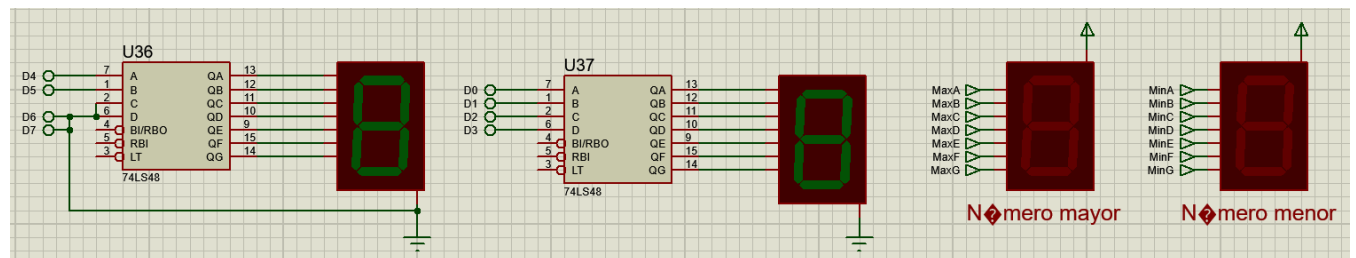 U36
D4 7 A QA 13
D5 1 B QB 12
2 C QC 11
D6 6 D QD 10
D7 4 BI/RBO QE 9
5 RBI QF 15
3 LT QG 14
74LS48
U37
D0 7 A QA 13
D1 1 B QB 12
D2 2 C QC 11
D3 6 D QD 10
4 BI/RBO QE 9
5 RBI QF 15
3 LT QG 14
74LS48
MaxA
MaxB
MaxC
MaxD
MaxE
MaxF
MaxG
N�mero mayor
MinA
MinB
MinC
MinD
MinE
MinF
MinG
N�mero menor